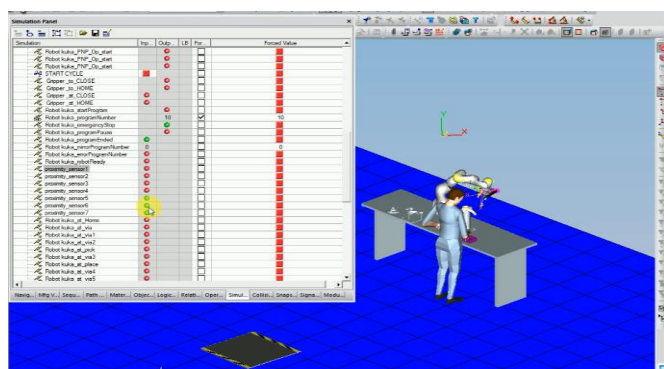 Simulation Panel
Simulation Inp... Outp... LB For... Forced Value
Robot kuka_PNP_Op_start
Robot kuka_PNP_Op_start
Robot kuka_PNP_Op_start
START CYCLE
Gripper_to_CLOSE
Gripper_to_HOME
Gripper_at_CLOSE
Gripper_at_HOME
Robot kuka_startProgram
Robot kuka_programNumber 10 10
Robot kuka_emergencyStop
Robot kuka_programPause
Robot kuka_programEnded
Robot kuka_mirrorProgramNumber 0 0
Robot kuka_errorProgramNumber
Robot kuka_robotReady
proximity_sensor1
proximity_sensor2
proximity_sensor3
proximity_sensor4
proximity_sensor5
proximity_sensor6
proximity_sensor7
Robot kuka_at_Home
Robot kuka_at_via
Robot kuka_at_via1
Robot kuka_at_via2
Robot kuka_at_pick
Robot kuka_at_via3
Robot kuka_at_place
Robot kuka_at_via4
Robot kuka_at_via5
Navig... Mfg V... Sequ... Path ... Mater... Objec... Logic... Relati... Oper... Simul... Collisi... Snaps... Signa... Modu...
Y
X